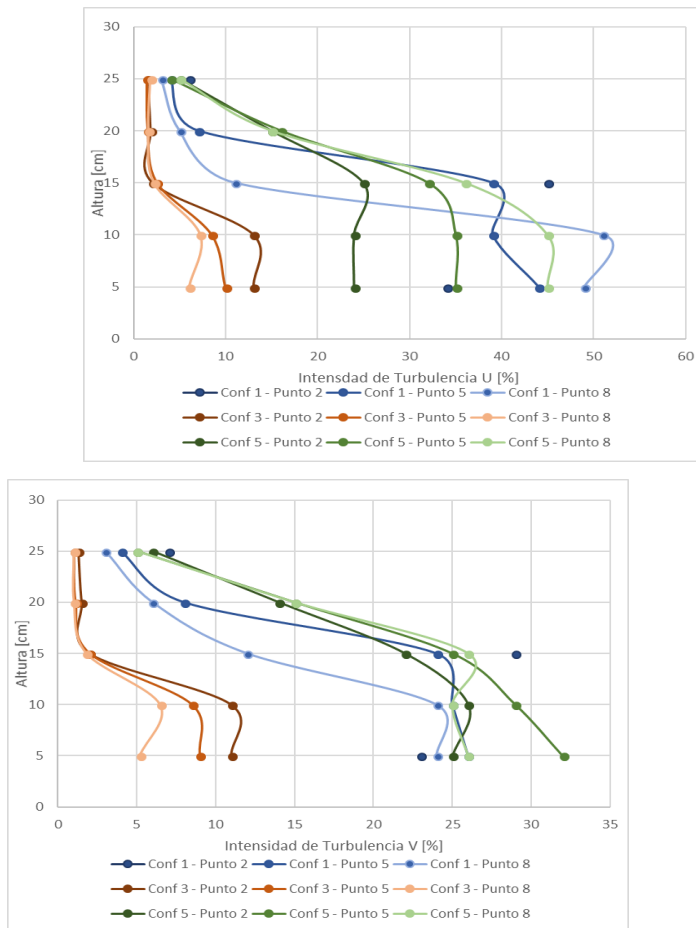 30
25
20
15
10
5
0
Altura [cm]
0 10 20 30 40 50 60
Intensdad de Turbulencia U [%]
Conf 1 - Punto 2 Conf 1 - Punto 5 Conf 1 - Punto 8
Conf 3 - Punto 2 Conf 3 - Punto 5 Conf 3 - Punto 8
Conf 5 - Punto 2 Conf 5 - Punto 5 Conf 5 - Punto 8
30
25
20
15
10
5
0
Altura [cm]
0 5 10 15 20 25 30 35
Intensidad de Turbulencia V [%]
Conf 1 - Punto 2 Conf 1 - Punto 5 Conf 1 - Punto 8
Conf 3 - Punto 2 Conf 3 - Punto 5 Conf 3 - Punto 8
Conf 5 - Punto 2 Conf 5 - Punto 5 Conf 5 - Punto 8